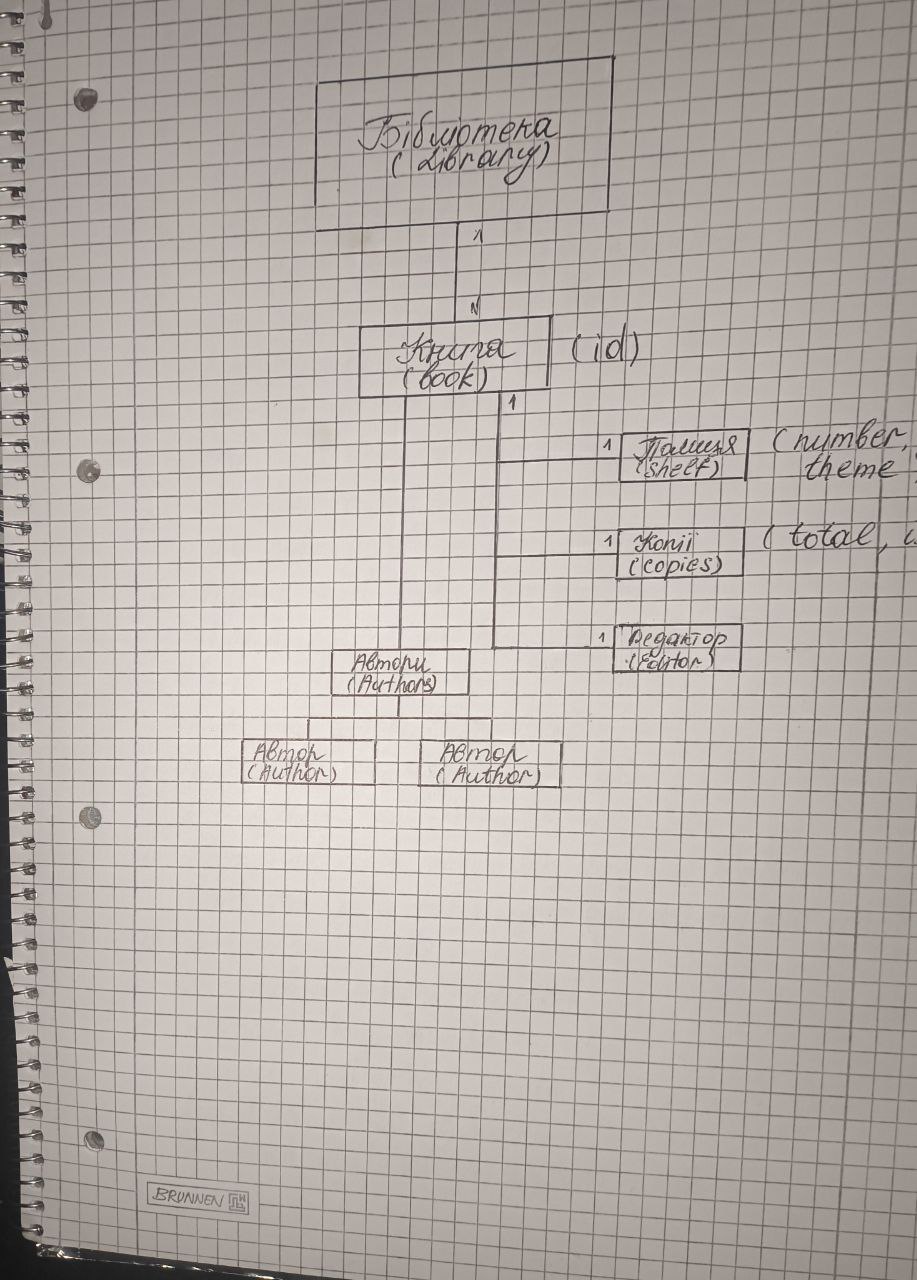 Бібліотека
(Library)
1
N
Книга
(book)
(id)
1
1
Полиця
(shelf)
(number,
theme
1
Копії
(copies)
(total,
1
Редактор
(Editor)
Автори
(Authors)
Автор
(Author)
Автор
(Author)
BRUNNEN